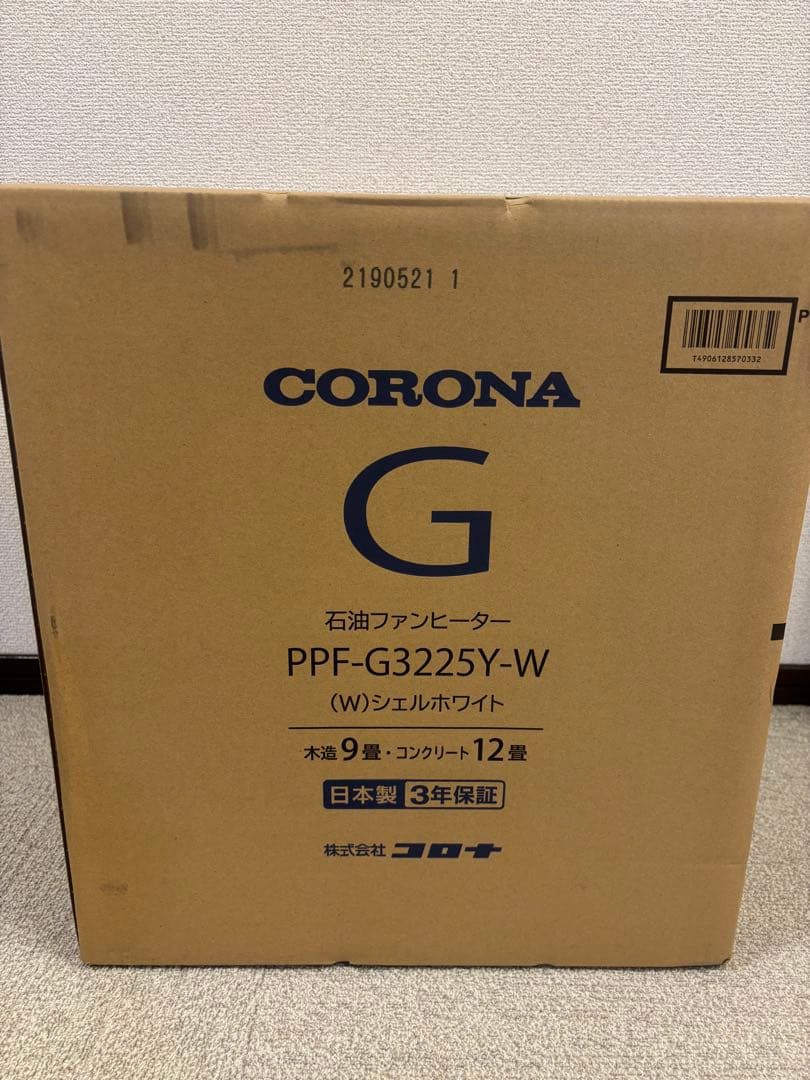 2190521 1
T4906128570332
P
CORONA
G
石油ファンヒーター
PPF-G3225Y-W
(W)シェルホワイト
木造9畳・コンクリート12畳
日本製 3年保証
株式会社 コロナ